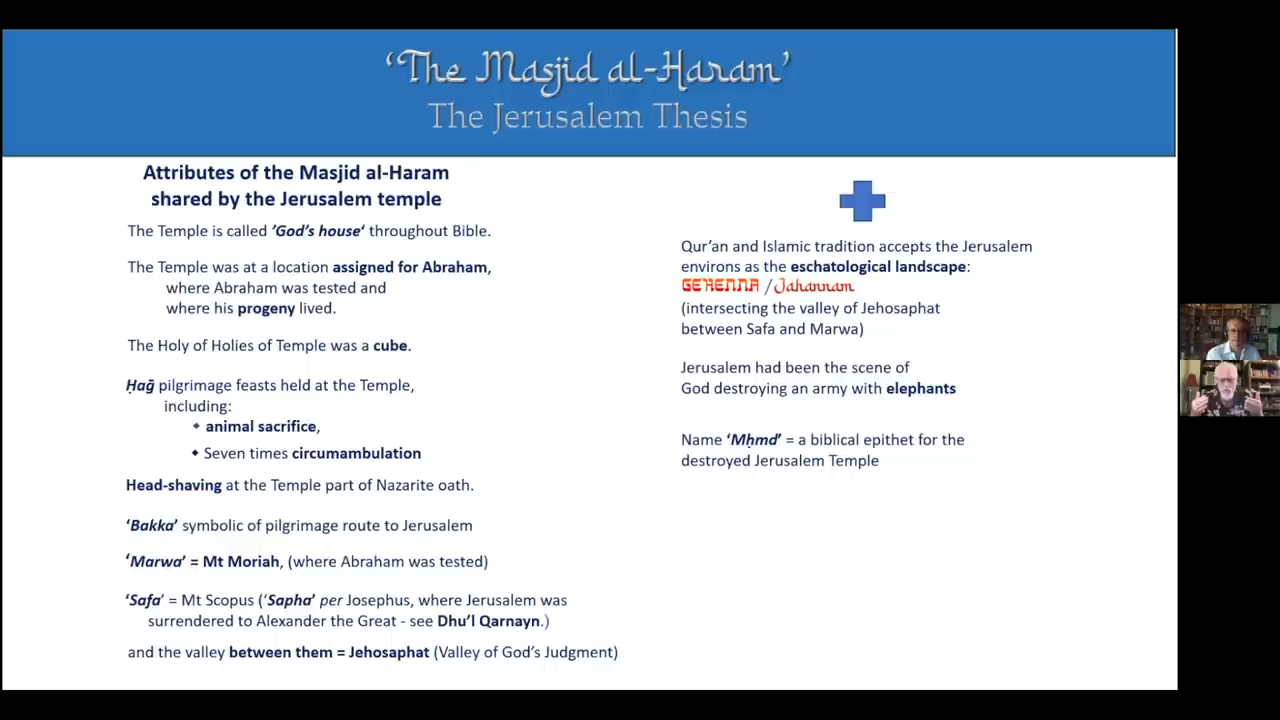 ‘The Masjid al-Haram’
The Jerusalem Thesis
Attributes of the Masjid al-Haram
shared by the Jerusalem temple
The Temple is called ’God’s house‘ throughout Bible.
The Temple was at a location assigned for Abraham,
where Abraham was tested and
where his progeny lived.
The Holy of Holies of Temple was a cube.
Ḥaḡ pilgrimage feasts held at the Temple,
including:
◆ animal sacrifice,
◆ Seven times circumambulation
Head-shaving at the Temple part of Nazarite oath.
‘Bakka’ symbolic of pilgrimage route to Jerusalem
‘Marwa’ = Mt Moriah, (where Abraham was tested)
‘Safa’ = Mt Scopus (‘Sapha’ per Josephus, where Jerusalem was
surrendered to Alexander the Great - see Dhu’l Qarnayn.)
and the valley between them = Jehosaphat (Valley of God’s Judgment)
Qur’an and Islamic tradition accepts the Jerusalem
environs as the eschatological landscape:
GEHENNA / Jahannam
(intersecting the valley of Jehosaphat
between Safa and Marwa)
Jerusalem had been the scene of
God destroying an army with elephants
Name ‘Mḥmd’ = a biblical epithet for the
destroyed Jerusalem Temple